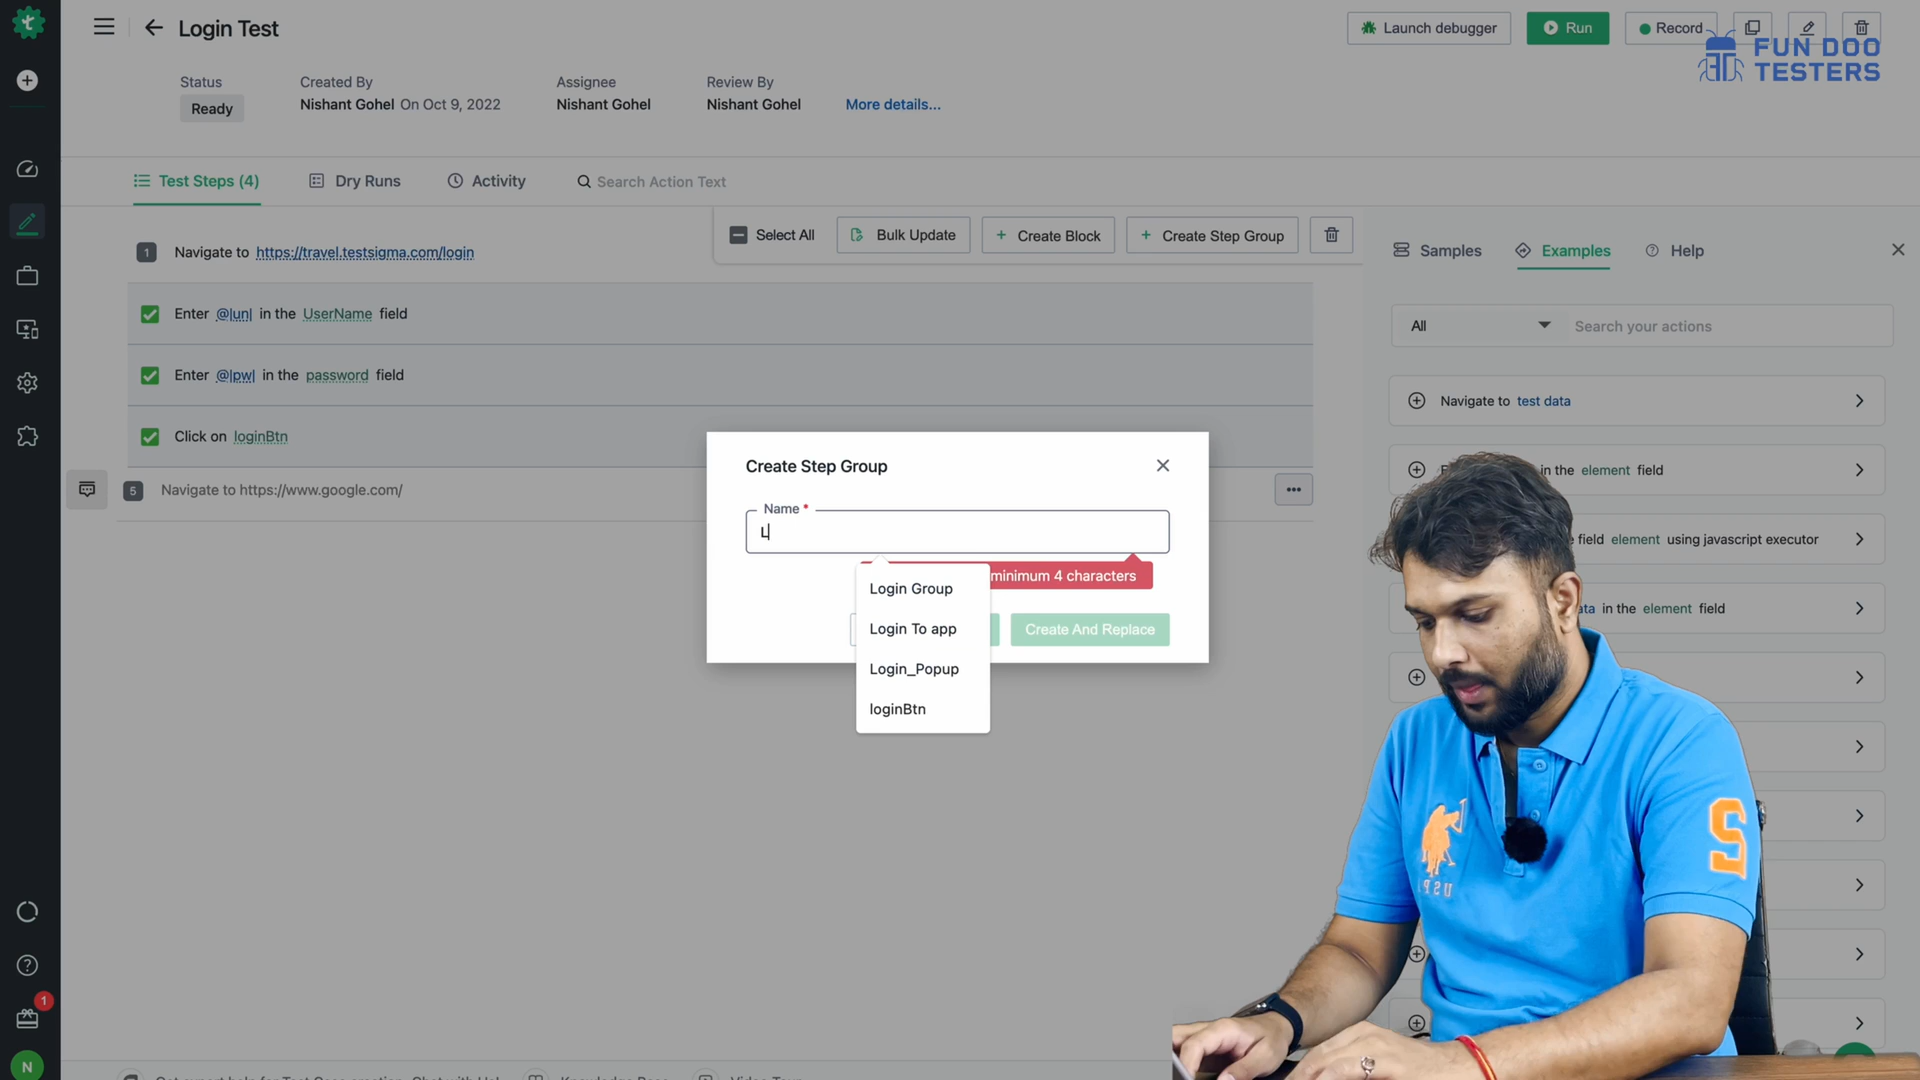 Login Test
Launch debugger
Run
Record
FUN DOO
TESTERS
Status
Ready
Created By
Nishant Gohel On Oct 9, 2022
Assignee
Nishant Gohel
Review By
Nishant Gohel
More details...
Test Steps (4)
Dry Runs
Activity
Search Action Text
Select All
Bulk Update
+ Create Block
+ Create Step Group
Samples
Examples
Help
1 Navigate to https://travel.testsigma.com/login
Enter @|un| in the UserName field
Enter @|pw| in the password field
Click on loginBtn
5 Navigate to https://www.google.com/
All
Search your actions
Navigate to test data
in the element field
field element using javascript executor
in the element field
Create Step Group
Name *
L
minimum 4 characters
Login Group
Login To app
Login_Popup
loginBtn
Create And Replace
S
USPA
1
N